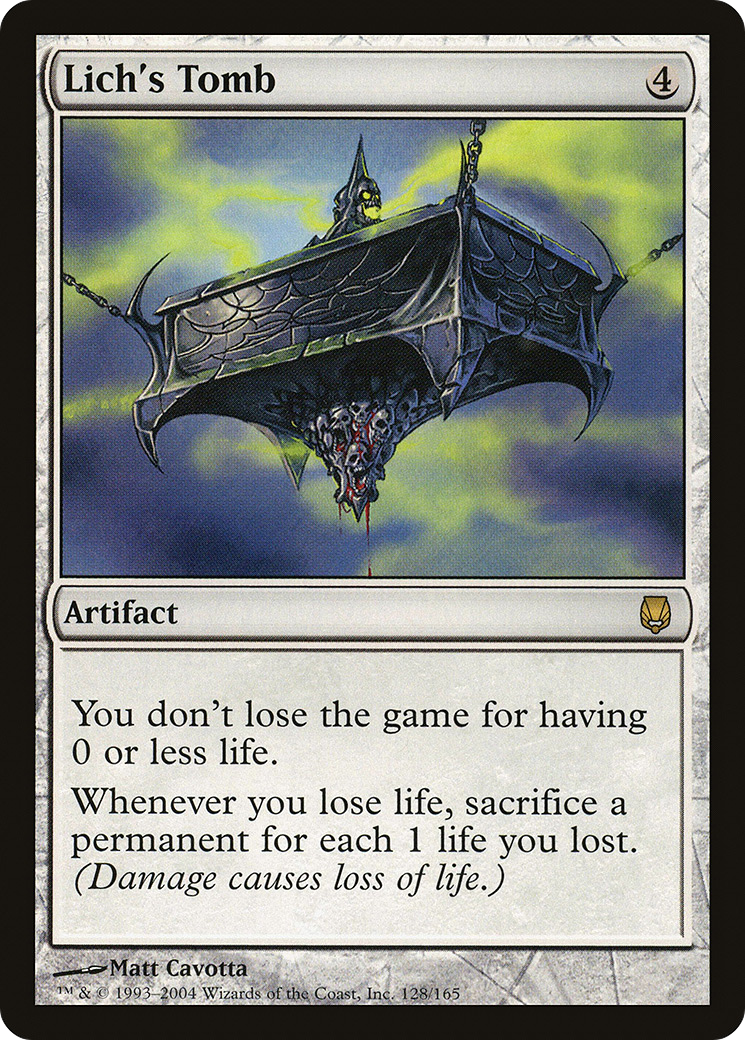 Lich's Tomb 4
Artifact
You don't lose the game for having
0 or less life.
Whenever you lose life, sacrifice a
permanent for each 1 life you lost.
(Damage causes loss of life.)
Matt Cavotta
™ & © 1993–2004 Wizards of the Coast, Inc. 128/165